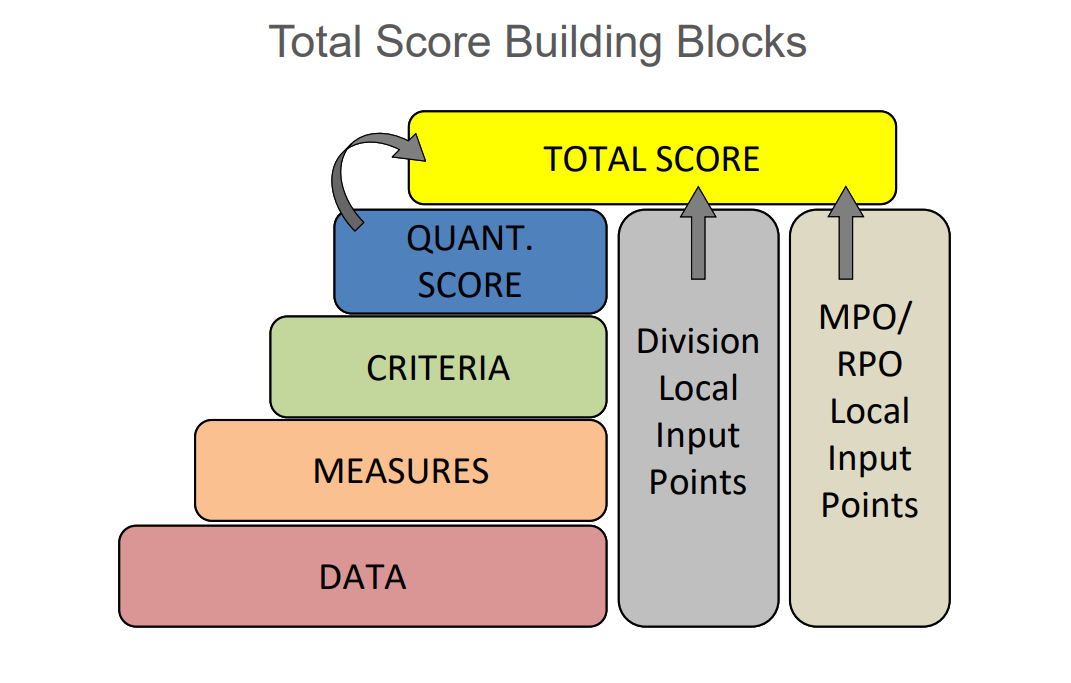 Total Score Building Blocks
TOTAL SCORE
QUANT.
SCORE
CRITERIA
MEASURES
DATA
Division
Local
Input
Points
MPO/
RPO
Local
Input
Points